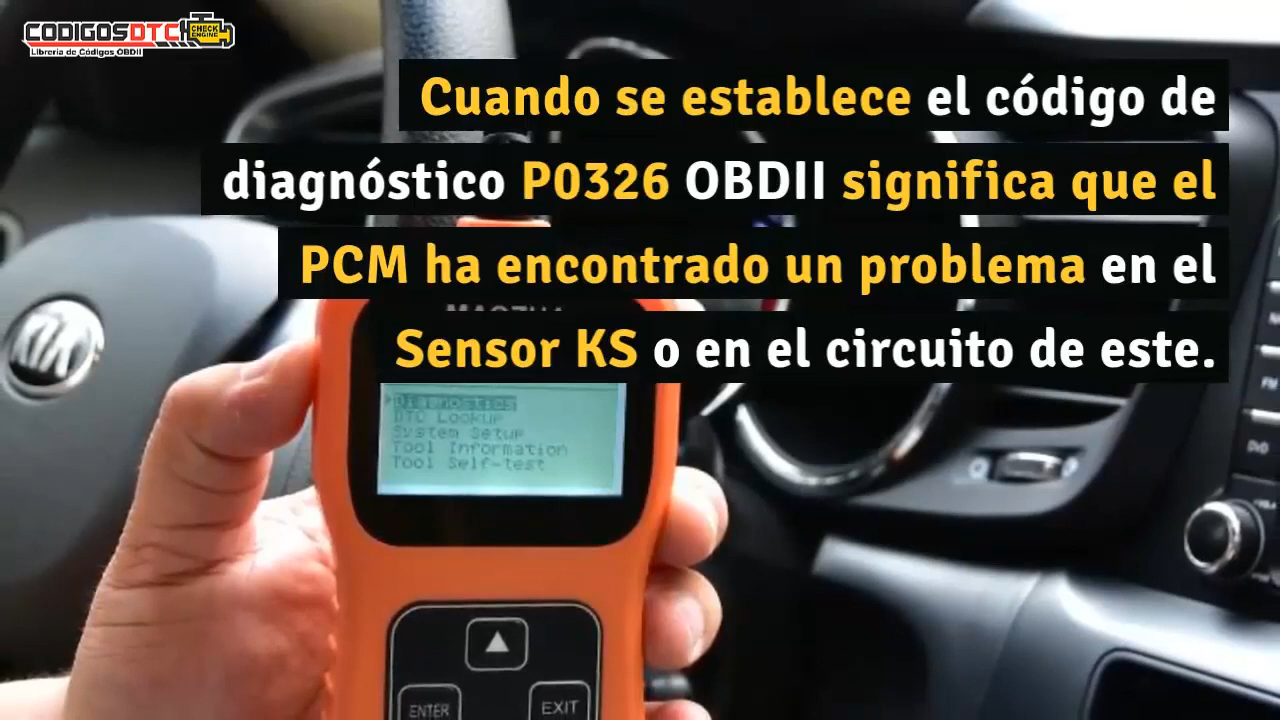 CODIGOSDTC
CHECK
ENGINE
Librería de Códigos OBDII
Cuando se establece el código de
diagnóstico P0326 OBDII significa que el
PCM ha encontrado un problema en el
Sensor KS o en el circuito de este.
KIA
Diagnostics
DTC Lookup
System Setup
Tool Information
Tool Self-test
ENTER
EXIT